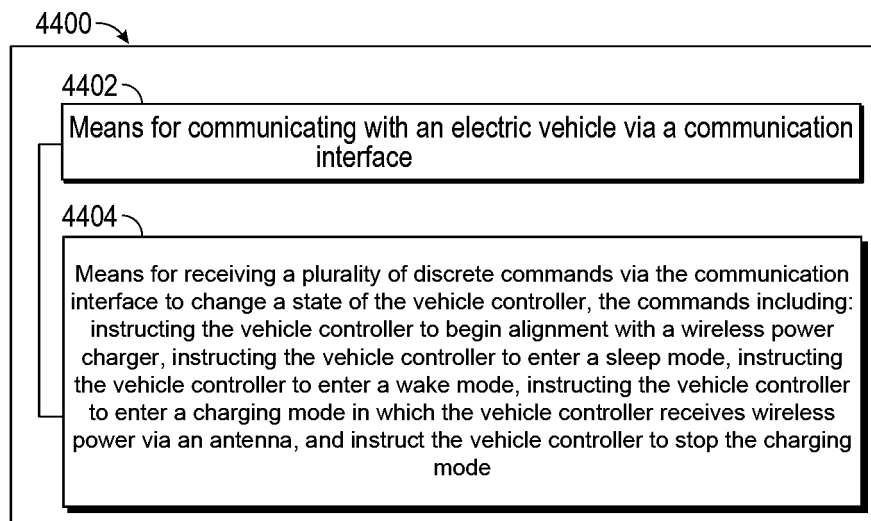 4400
4402
Means for communicating with an electric vehicle via a communication
interface
4404
Means for receiving a plurality of discrete commands via the communication
interface to change a state of the vehicle controller, the commands including:
instructing the vehicle controller to begin alignment with a wireless power
charger, instructing the vehicle controller to enter a sleep mode, instructing
the vehicle controller to enter a wake mode, instructing the vehicle controller
to enter a charging mode in which the vehicle controller receives wireless
power via an antenna, and instruct the vehicle controller to stop the charging
mode